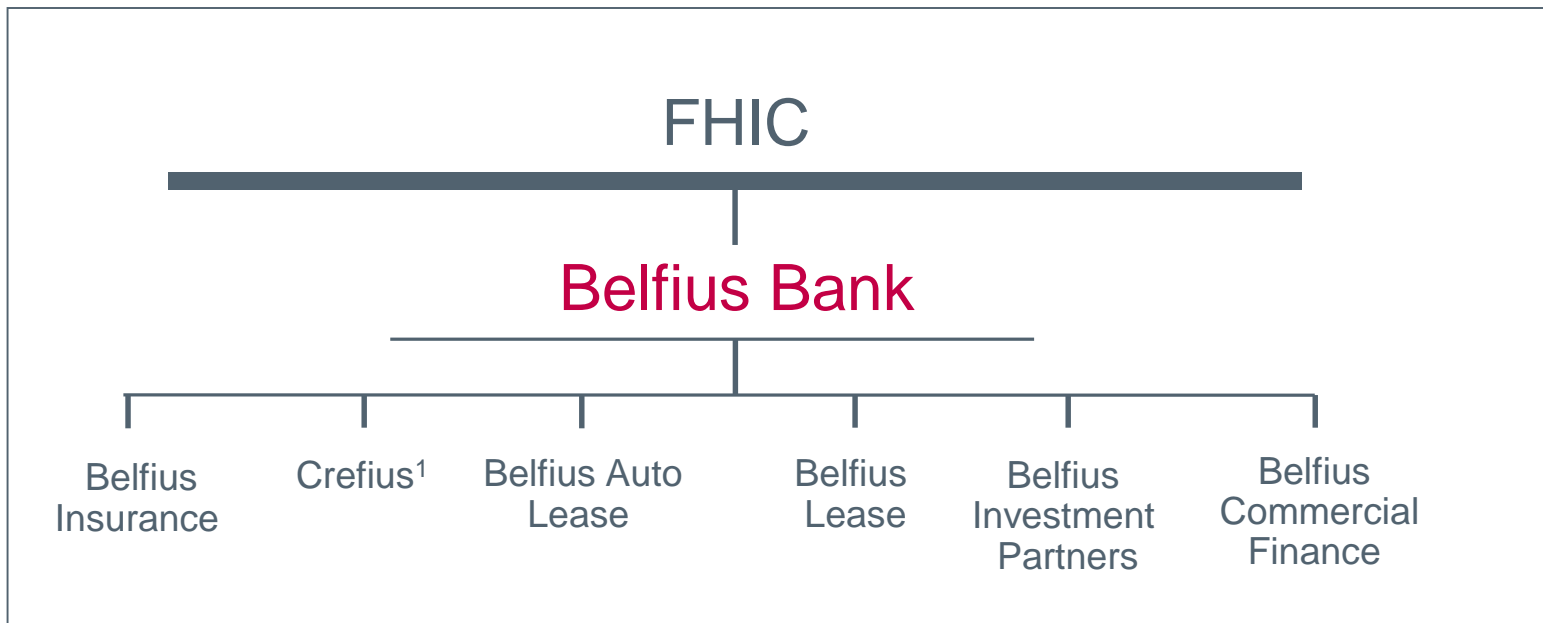 FHIC
Belfius Bank
Belfius
Insurance
Crefius¹
Belfius Auto
Lease
Belfius
Lease
Belfius
Investment
Partners
Belfius
Commercial
Finance